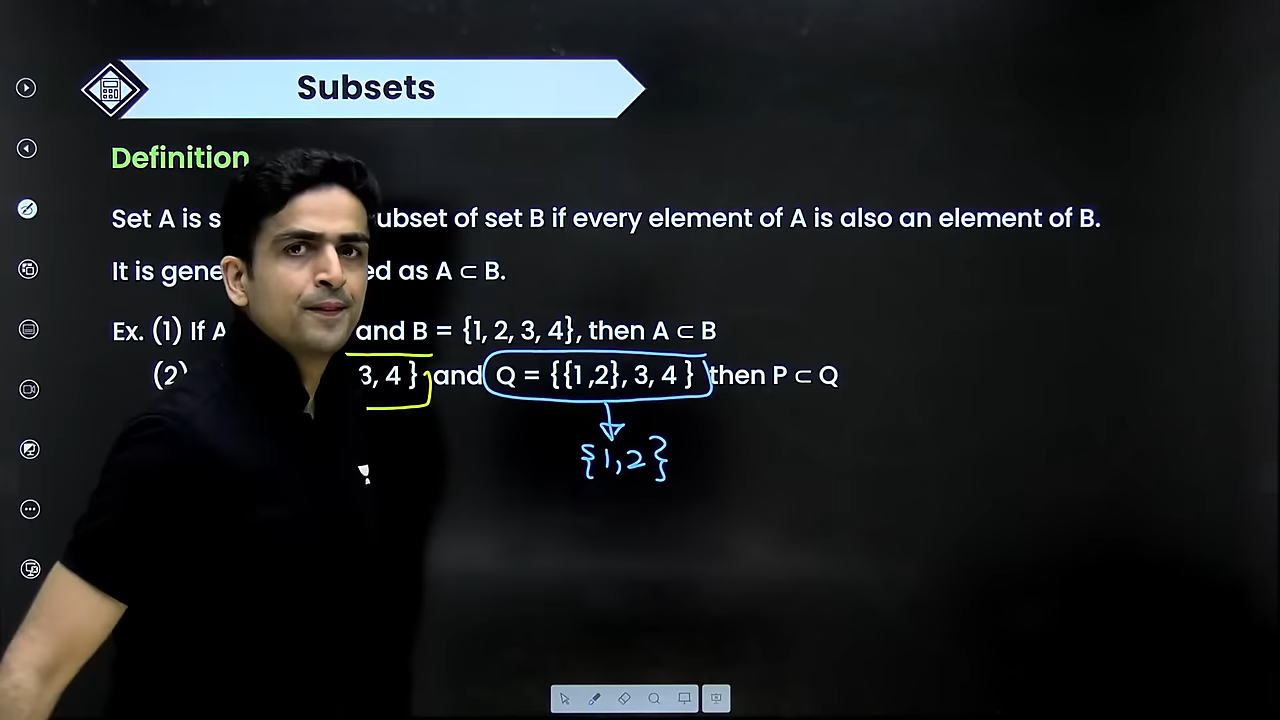 Subsets
Definition
Set A is s ubset of set B if every element of A is also an element of B.
It is gene ed as A ⊂ B.
Ex. (1) If A and B = {1, 2, 3, 4}, then A ⊂ B
(2) 3, 4 } and Q = {{1 ,2}, 3, 4 } then P ⊂ Q
{1,2}